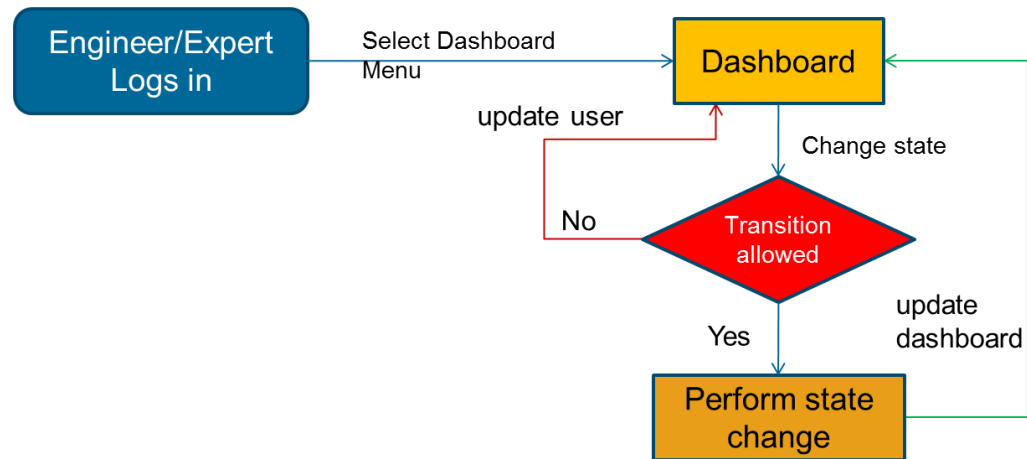 Engineer/Expert
Logs in
Select Dashboard
Menu
Dashboard
update user
Change state
No
Transition
allowed
Yes
update
dashboard
Perform state
change